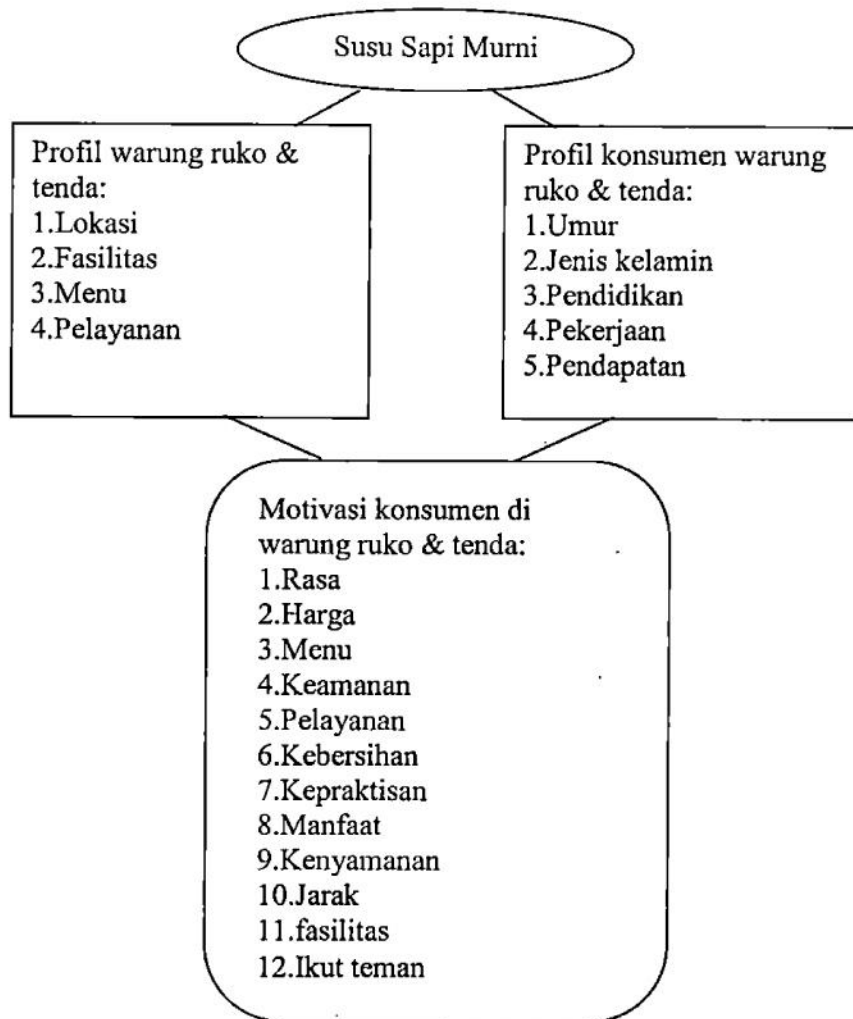 Susu Sapi Murni
Profil warung ruko &
tenda:
1.Lokasi
2.Fasilitas
3.Menu
4.Pelayanan
Profil konsumen warung
ruko & tenda:
1.Umur
2.Jenis kelamin
3.Pendidikan
4.Pekerjaan
5.Pendapatan
Motivasi konsumen di
warung ruko & tenda:
1.Rasa
2.Harga
3.Menu
4.Keamanan
5.Pelayanan
6.Kebersihan
7.Kepraktisan
8.Manfaat
9.Kenyamanan
10.Jarak
11.fasilitas
12.Ikut teman